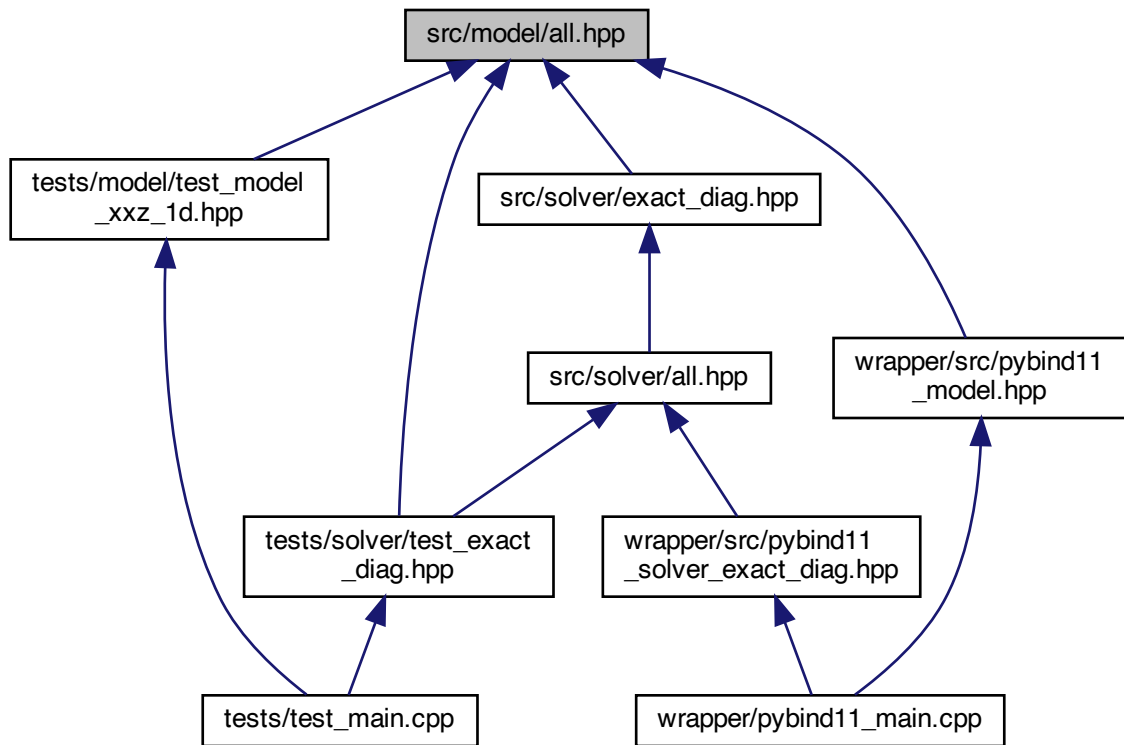 src/model/all.hpp
tests/model/test_model
_xxz_1d.hpp
src/solver/exact_diag.hpp
src/solver/all.hpp
wrapper/src/pybind11
_model.hpp
tests/solver/test_exact
_diag.hpp
wrapper/src/pybind11
_solver_exact_diag.hpp
tests/test_main.cpp
wrapper/pybind11_main.cpp